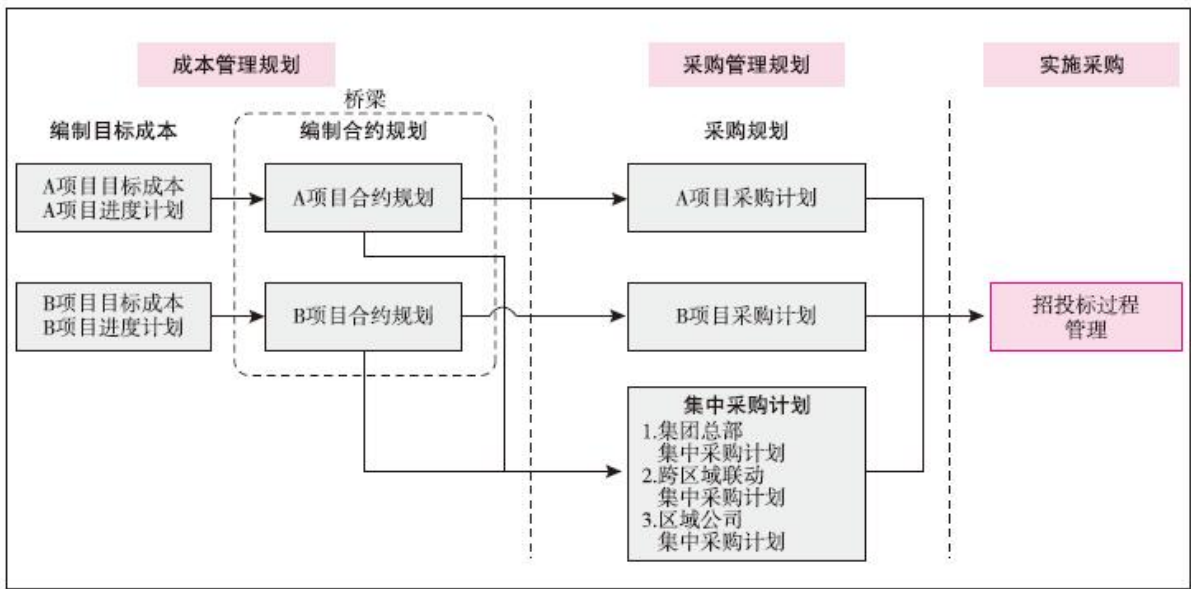 成本管理规划
采购管理规划
实施采购
桥梁
编制目标成本
编制合约规划
采购规划
A项目目标成本
A项目进度计划
A项目合约规划
A项目采购计划
B项目目标成本
B项目进度计划
B项目合约规划
B项目采购计划
招投标过程
管理
集中采购计划
1.集团总部
集中采购计划
2.跨区域联动
集中采购计划
3.区域公司
集中采购计划